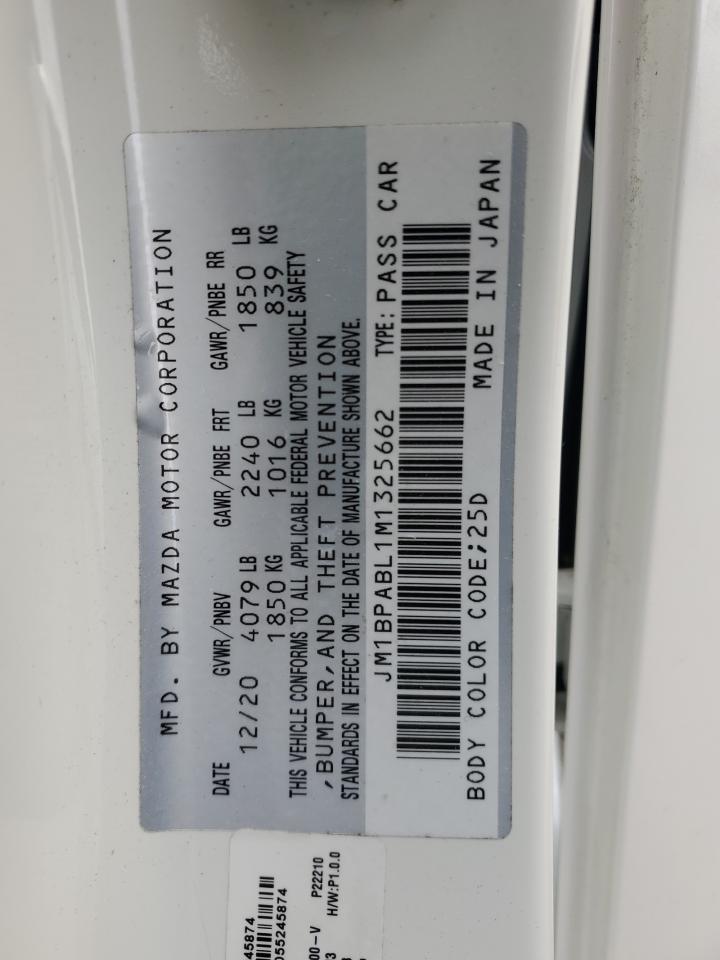 MFD. BY MAZDA MOTOR CORPORATION
DATE GVWR/PNBV GAWR/PNBE FRT GAWR/PNBE RR
12/20 4079 LB 2240 LB 1850 LB
1850 KG 1016 KG 839 KG
THIS VEHICLE CONFORMS TO ALL APPLICABLE FEDERAL MOTOR VEHICLE SAFETY
,BUMPER,AND THEFT PREVENTION
STANDARDS IN EFFECT ON THE DATE OF MANUFACTURE SHOWN ABOVE.
JM1BPABL1M1325662 TYPE:PASS CAR
BODY COLOR CODE;25D MADE IN JAPAN
45874
055245874
00-V P22210
3 H/W:P1.0.0